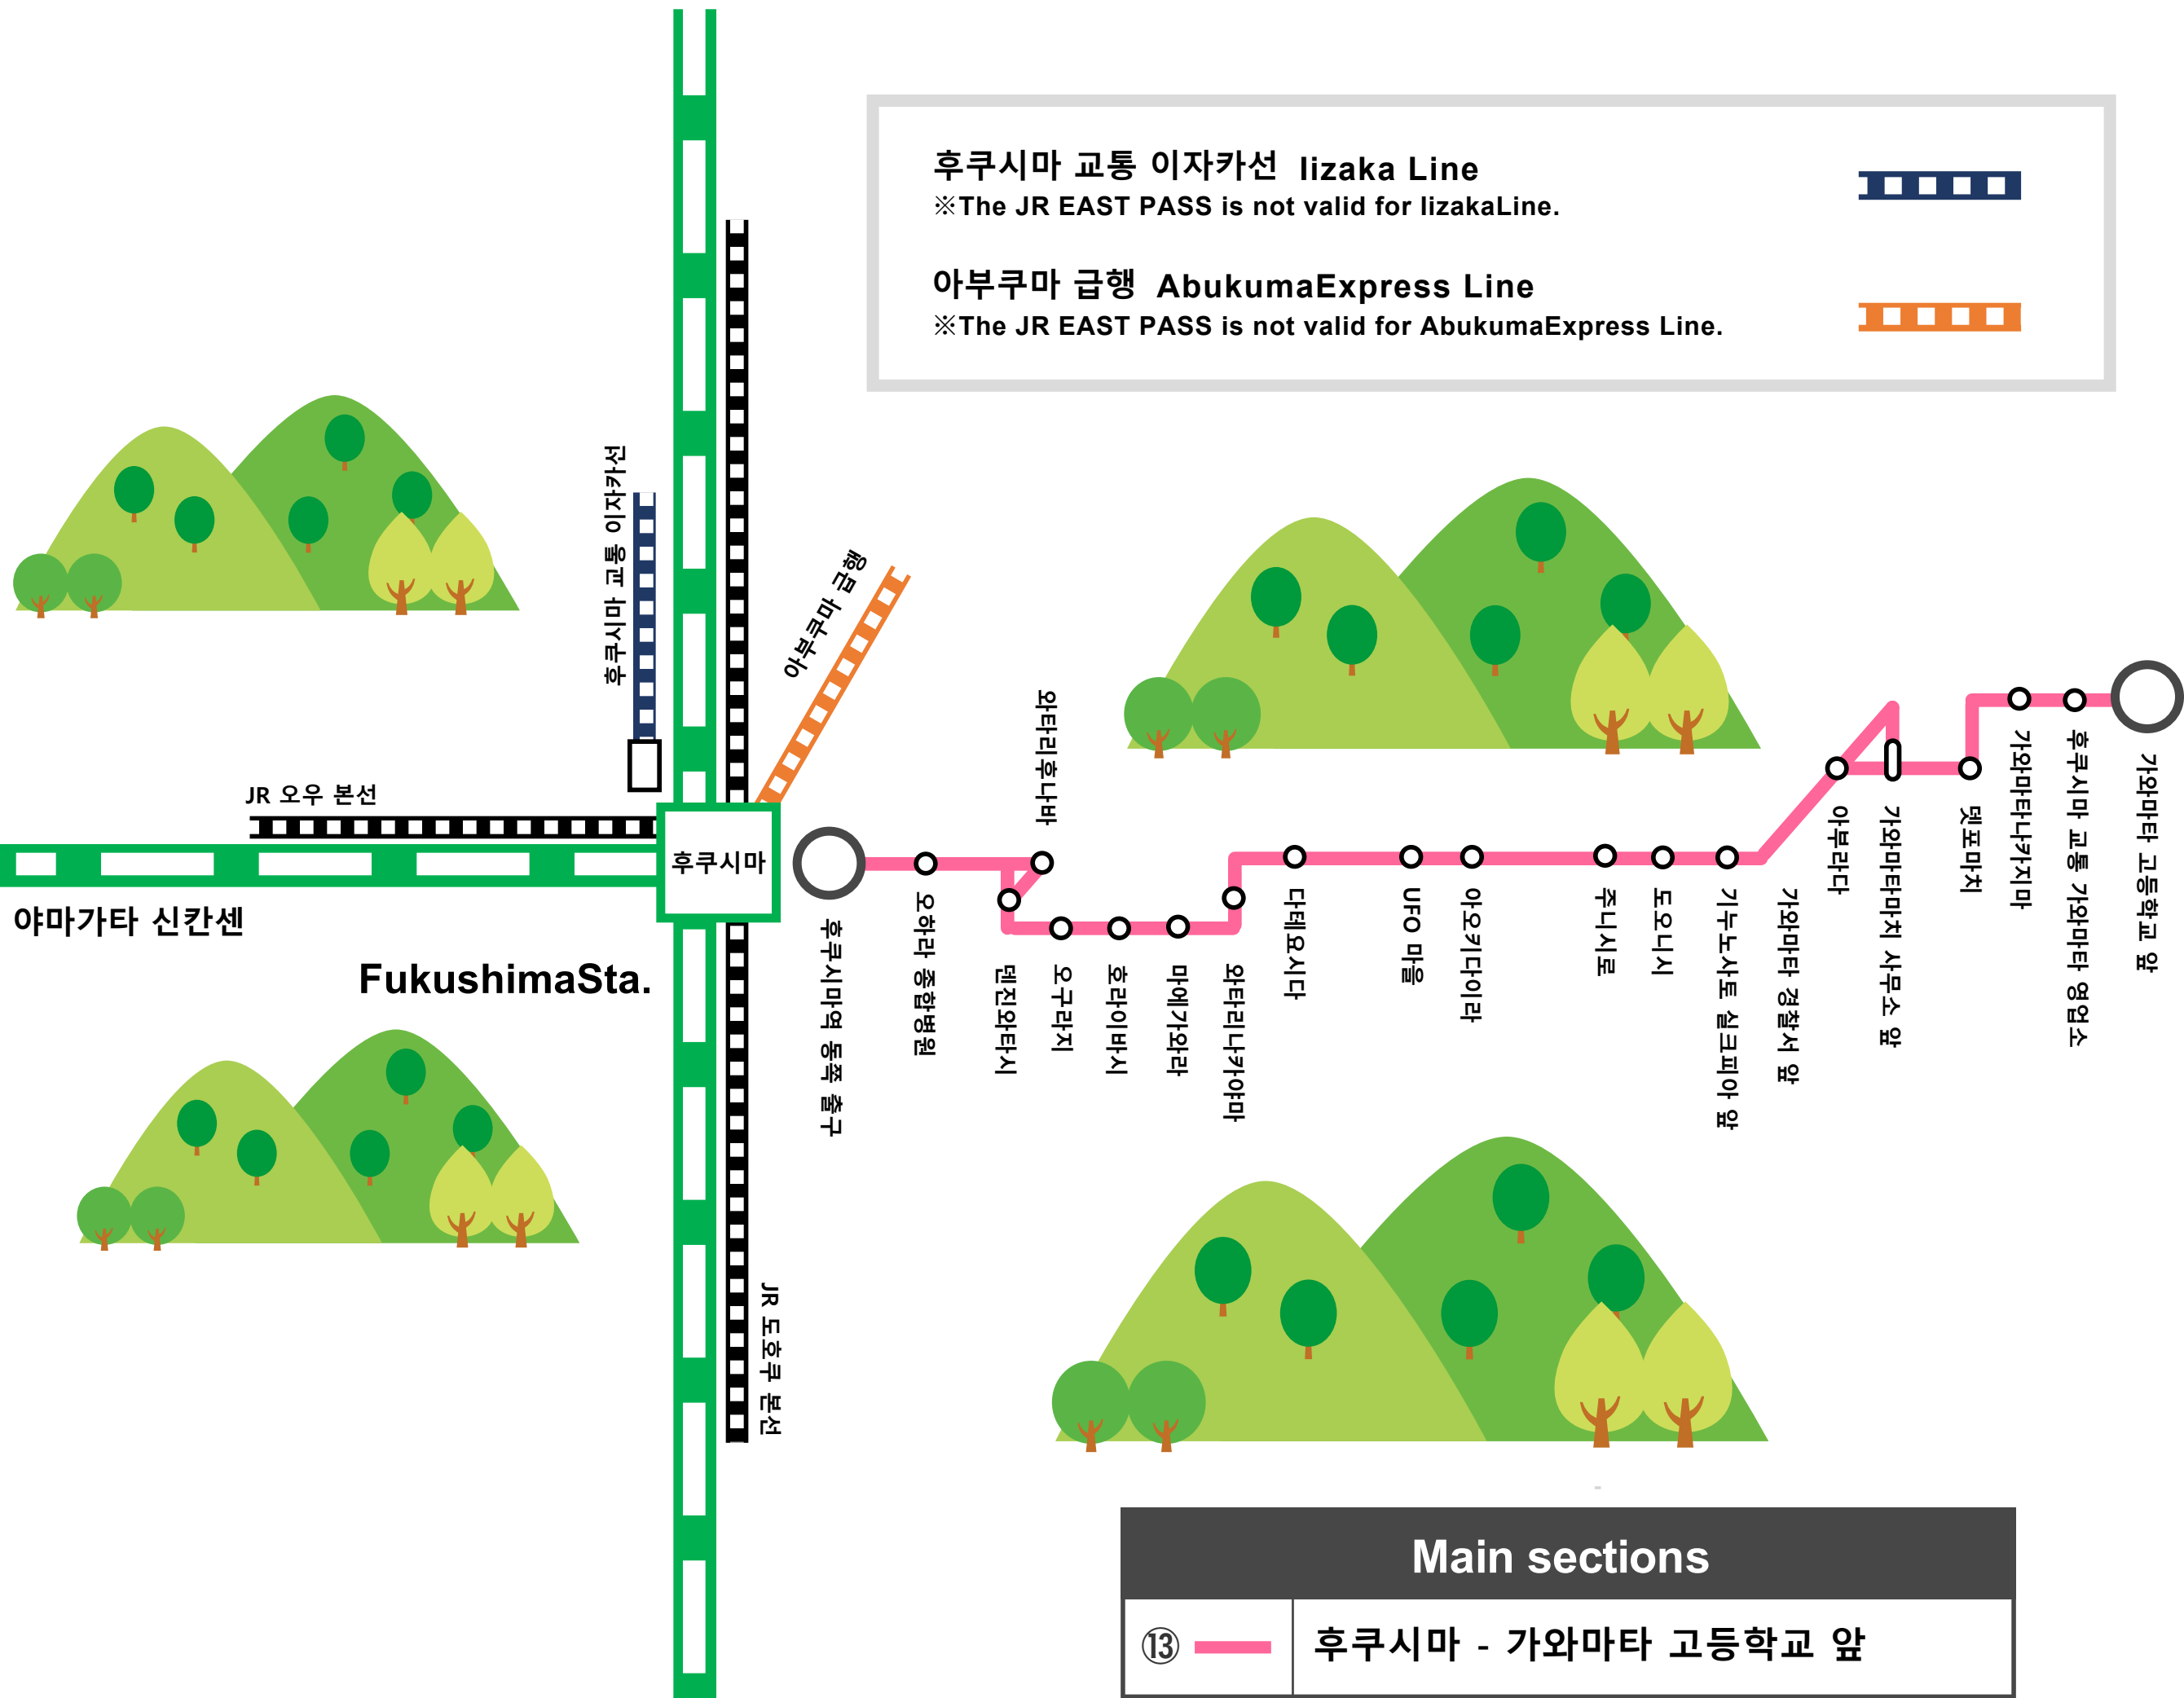 후쿠시마 교통 이자카선 Iizaka Line
※The JR EAST PASS is not valid for IizakaLine.
아부쿠마 급행 AbukumaExpress Line
※The JR EAST PASS is not valid for AbukumaExpress Line.
후쿠시마 교통 이자카선
아부쿠마 급행
JR 오우 본선
후쿠시마
야마가타 신칸센
FukushimaSta.
JR 도호쿠 본선
후쿠시마역 동쪽 출구
오하라 종합병원
와타리후나바
덴진와타시
오구라지
호라이바시
마에가와라
와타리나카야마
다테요시다
UFO 마을
아오키다이라
주니시로
도오니시
기누노사토 실크피아 앞
가와마타 경찰서 앞
아부라다
가와마타마치 사무소 앞
뎃포마치
가와마타나카지마
후쿠시마 교통 가와마타 영업소
가와마타 고등학교 앞
Main sections
⑬ 후쿠시마 - 가와마타 고등학교 앞